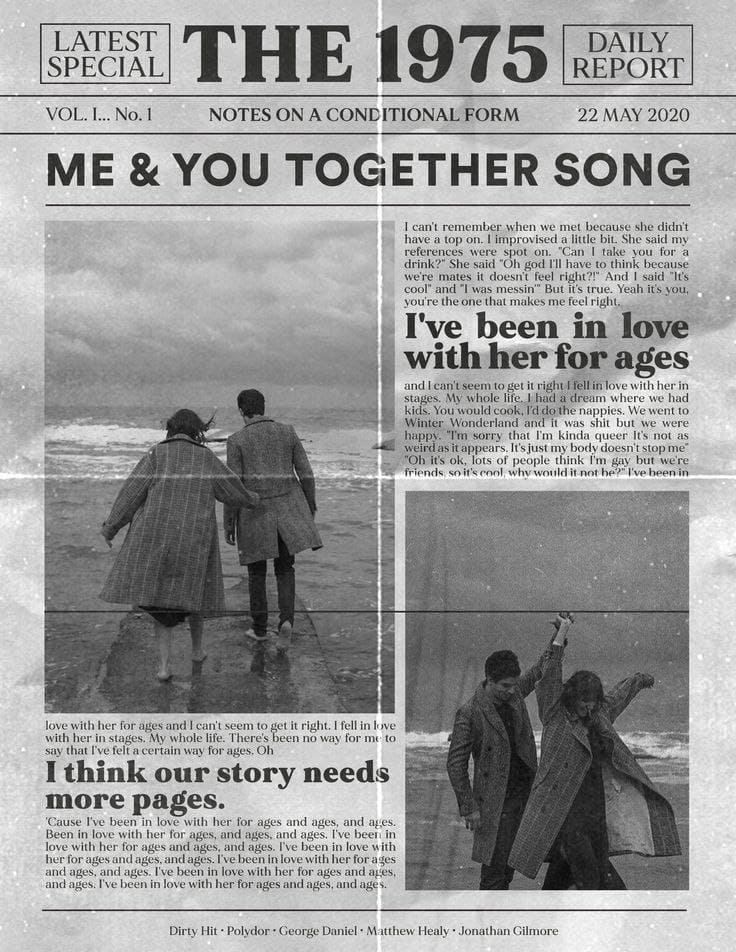 LATEST
SPECIAL
THE 1975
DAILY
REPORT
VOL. I... No. 1
NOTES ON A CONDITIONAL FORM
22 MAY 2020
ME & YOU TOGETHER SONG
I can't remember when we met because she didn't
have a top on. I improvised a little bit. She said my
references were spot on. "Can I take you for a
drink?" She said "Oh god I'll have to think because
we're mates it doesn't feel right?!" And I said "It's
cool" and "I was messin'" But it's true. Yeah it's you,
you're the one that makes me feel right.
I've been in love
with her for ages
and I can't seem to get it right I fell in love with her in
stages. My whole life. I had a dream where we had
kids. You would cook, I'd do the nappies. We went to
Winter Wonderland and it was shit but we were
happy. "I'm sorry that I'm kinda queer It's not as
weird as it appears. It's just my body doesn't stop me"
"Oh it's ok, lots of people think I'm gay but we're
friends, so it's cool, why would it not be?" I've been in
love with her for ages and I can't seem to get it right. I fell in love
with her in stages. My whole life. There's been no way for me to
say that I've felt a certain way for ages. Oh
I think our story needs
more pages.
'Cause I've been in love with her for ages and ages, and ages.
Been in love with her for ages, and ages, and ages. I've been in
love with her for ages and ages, and ages. I've been in love with
her for ages and ages, and ages. I've been in love with her for ages
and ages, and ages. I've been in love with her for ages and ages,
and ages. I've been in love with her for ages and ages, and ages.
Dirty Hit • Polydor • George Daniel • Matthew Healy • Jonathan Gilmore